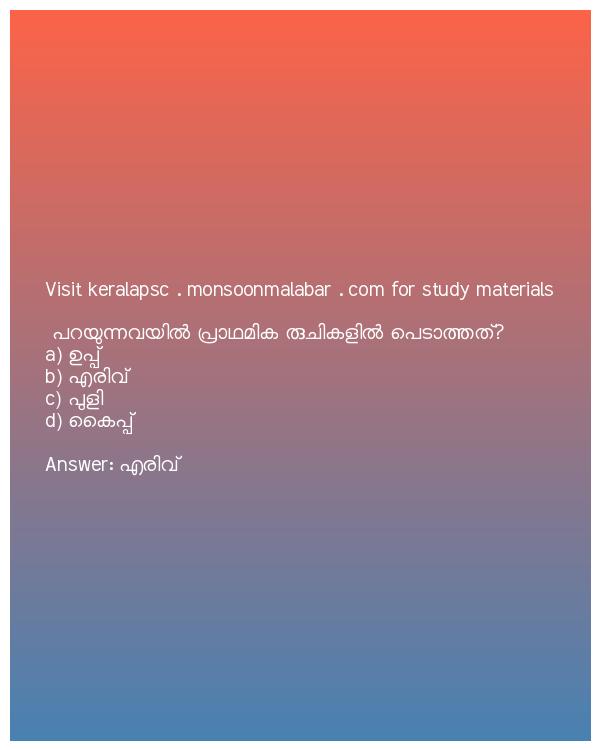 Visit keralapsc . monsoonmalabar . com for study materials
പറയുന്നവയിൽ പ്രാഥമിക രുചികളിൽ പെടാത്തത്?
a) ഉപ്പ്
b) എരിവ്
c) പുളി
d) കൈപ്പ്
Answer: എരിവ്